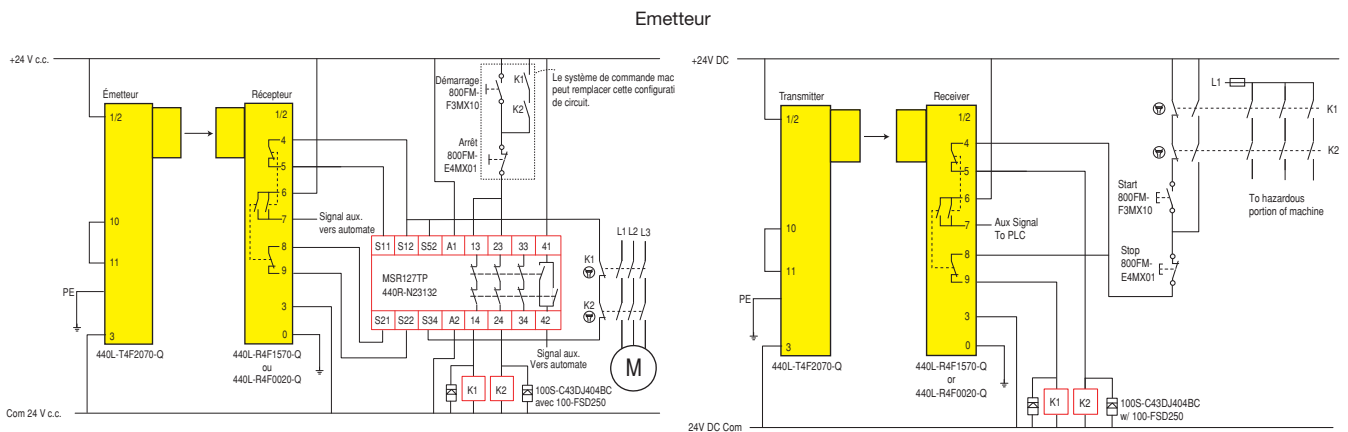 Emetteur
+24 V c.c.
Émetteur
Récepteur
1/2
1/2
4
5
6
7
8
9
3
0
10
11
PE
3
440L-T4F2070-Q
440L-R4F1570-Q
ou
440L-R4F0020-Q
Signal aux.
vers automate
Démarrage
800FM-
F3MX10
K1
K2
Arrêt
800FM-
E4MX01
Le système de commande mac
peut remplacer cette configurati
de circuit.
S11 S12 S52 A1 13 23 33 41
MSR127TP
440R-N23132
S21 S22 S34 A2 14 24 34 42
L1 L2 L3
K1
K2
M
Signal aux.
Vers automate
K1 K2
100S-C43DJ404BC
avec 100-FSD250
Com 24 V c.c.
+24V DC
Transmitter
Receiver
1/2
1/2
4
5
6
7
8
9
3
0
10
11
PE
3
440L-T4F2070-Q
440L-R4F1570-Q
or
440L-R4F0020-Q
Aux Signal
To PLC
L1
K1
K2
Start
800FM-
F3MX10
Stop
800FM-
E4MX01
To hazardous
portion of machine
K1 K2
100S-C43DJ404BC
w/ 100-FSD250
24V DC Com